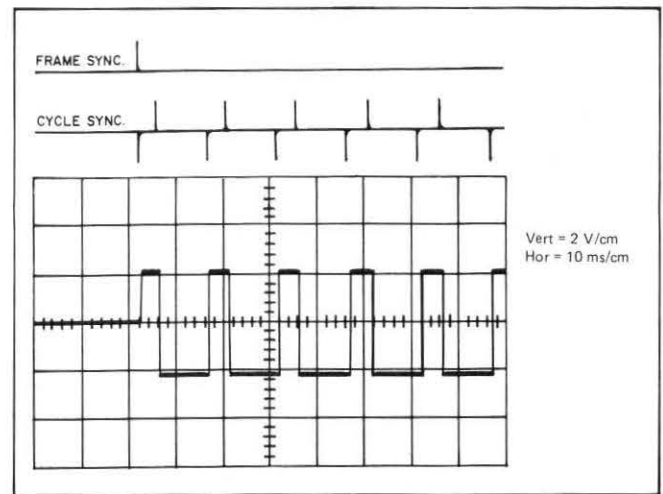 FRAME SYNC.
CYCLE SYNC.
Vert = 2 V/cm
Hor = 10 ms/cm